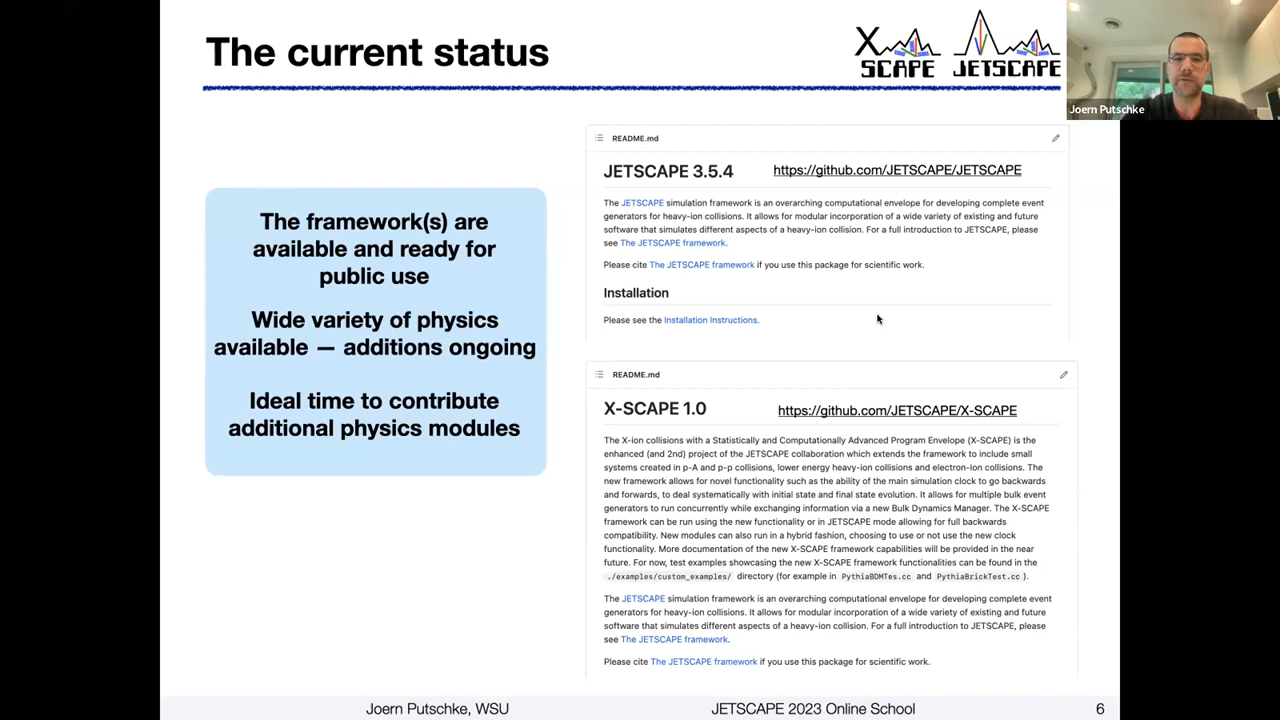 The current status
X
SCAPE
JETSCAPE
Joern Putschke
The framework(s) are
available and ready for
public use
Wide variety of physics
available — additions ongoing
Ideal time to contribute
additional physics modules
README.md
JETSCAPE 3.5.4
https://github.com/JETSCAPE/JETSCAPE
The JETSCAPE simulation framework is an overarching computational envelope for developing complete event
generators for heavy-ion collisions. It allows for modular incorporation of a wide variety of existing and future
software that simulates different aspects of a heavy-ion collision. For a full introduction to JETSCAPE, please
see The JETSCAPE framework.
Please cite The JETSCAPE framework if you use this package for scientific work.
Installation
Please see the Installation Instructions.
README.md
X-SCAPE 1.0
https://github.com/JETSCAPE/X-SCAPE
The X-ion collisions with a Statistically and Computationally Advanced Program Envelope (X-SCAPE) is the
enhanced (and 2nd) project of the JETSCAPE collaboration which extends the framework to include small
systems created in p-A and p-p collisions, lower energy heavy-ion collisions and electron-Ion collisions. The
new framework allows for novel functionality such as the ability of the main simulation clock to go backwards
and forwards, to deal systematically with initial state and final state evolution. It allows for multiple bulk event
generators to run concurrently while exchanging information via a new Bulk Dynamics Manager. The X-SCAPE
framework can be run using the new functionality or in JETSCAPE mode allowing for full backwards
compatibility. New modules can also run in a hybrid fashion, choosing to use or not use the new clock
functionality. More documentation of the new X-SCAPE framework capabilities will be provided in the near
future. For now, test examples showcasing the new X-SCAPE framework functionalities can be found in the
./examples/custom_examples/ directory (for example in PythiaBDMTes.cc and PythiaBrickTest.cc ).
The JETSCAPE simulation framework is an overarching computational envelope for developing complete event
generators for heavy-ion collisions. It allows for modular incorporation of a wide variety of existing and future
software that simulates different aspects of a heavy-ion collision. For a full introduction to JETSCAPE, please
see The JETSCAPE framework.
Please cite The JETSCAPE framework if you use this package for scientific work.
Joern Putschke, WSU
JETSCAPE 2023 Online School
6